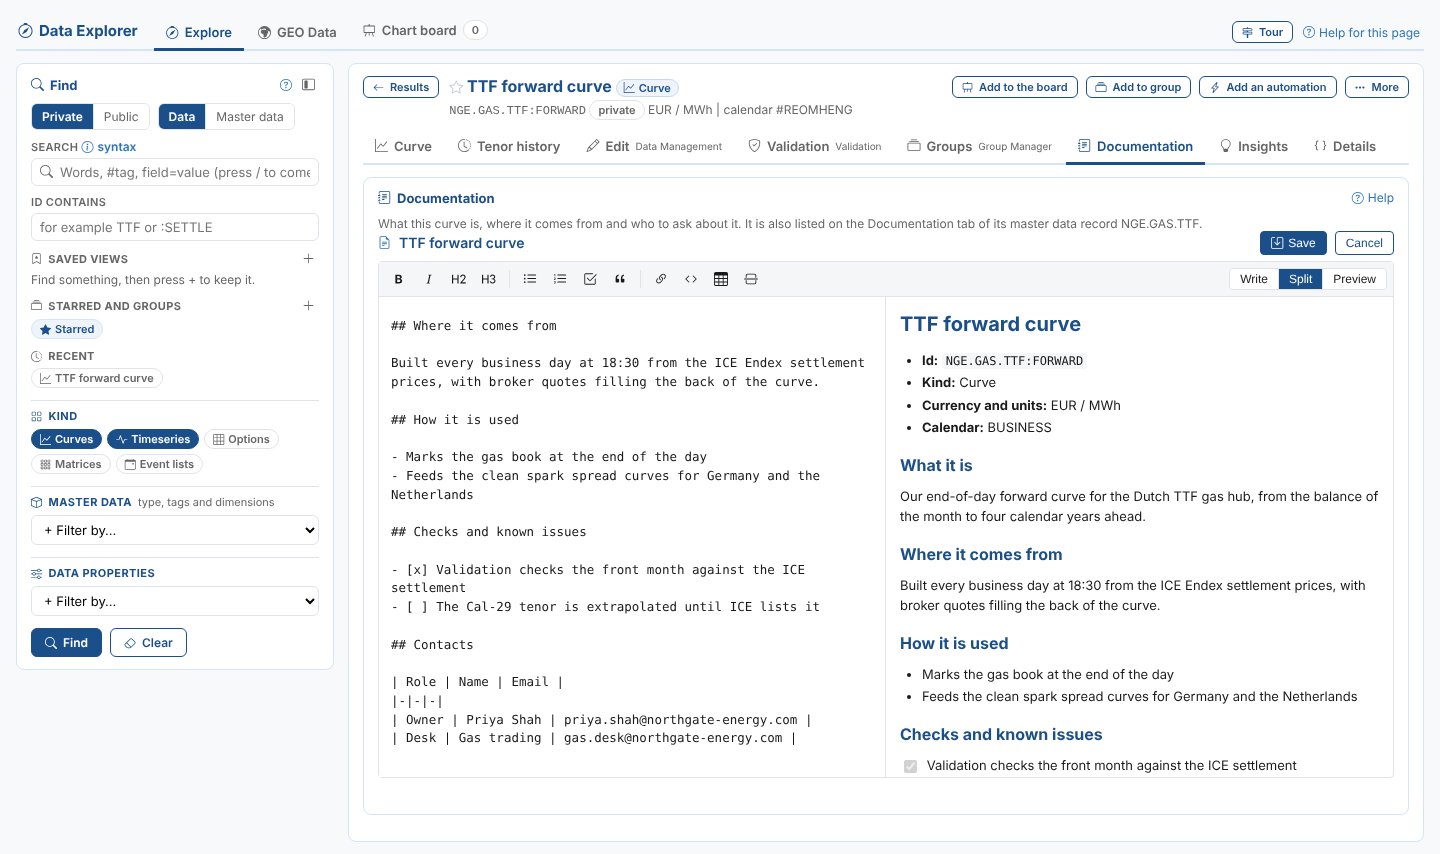 Data Explorer
Explore
GEO Data
Chart board 0
Tour
Help for this page
Find
Private Public Data Master data
SEARCH syntax
Words, #tag, field=value (press / to come
ID CONTAINS
for example TTF or :SETTLE
SAVED VIEWS
Find something, then press + to keep it.
STARRED AND GROUPS
Starred
RECENT
TTF forward curve
KIND
Curves Timeseries Options
Matrices Event lists
MASTER DATA type, tags and dimensions
+ Filter by...
DATA PROPERTIES
+ Filter by...
Find Clear
← Results
TTF forward curve Curve
Add to the board Add to group Add an automation ··· More
NGE.GAS.TTF:FORWARD private EUR / MWh | calendar #REOMHENG
Curve Tenor history Edit Data Management Validation Validation Groups Group Manager Documentation Insights Details
Documentation
Help
What this curve is, where it comes from and who to ask about it. It is also listed on the Documentation tab of its master data record NGE.GAS.TTF.
TTF forward curve
Save Cancel
B I H2 H3
Write Split Preview
## Where it comes from
Built every business day at 18:30 from the ICE Endex settlement
prices, with broker quotes filling the back of the curve.
## How it is used
- Marks the gas book at the end of the day
- Feeds the clean spark spread curves for Germany and the
Netherlands
## Checks and known issues
- [x] Validation checks the front month against the ICE
settlement
- [ ] The Cal-29 tenor is extrapolated until ICE lists it
## Contacts
| Role | Name | Email |
|-|-|-|
| Owner | Priya Shah | priya.shah@northgate-energy.com |
| Desk | Gas trading | gas.desk@northgate-energy.com |
TTF forward curve
• Id: NGE.GAS.TTF:FORWARD
• Kind: Curve
• Currency and units: EUR / MWh
• Calendar: BUSINESS
What it is
Our end-of-day forward curve for the Dutch TTF gas hub, from the balance of
the month to four calendar years ahead.
Where it comes from
Built every business day at 18:30 from the ICE Endex settlement prices, with
broker quotes filling the back of the curve.
How it is used
• Marks the gas book at the end of the day
• Feeds the clean spark spread curves for Germany and the Netherlands
Checks and known issues
Validation checks the front month against the ICE settlement